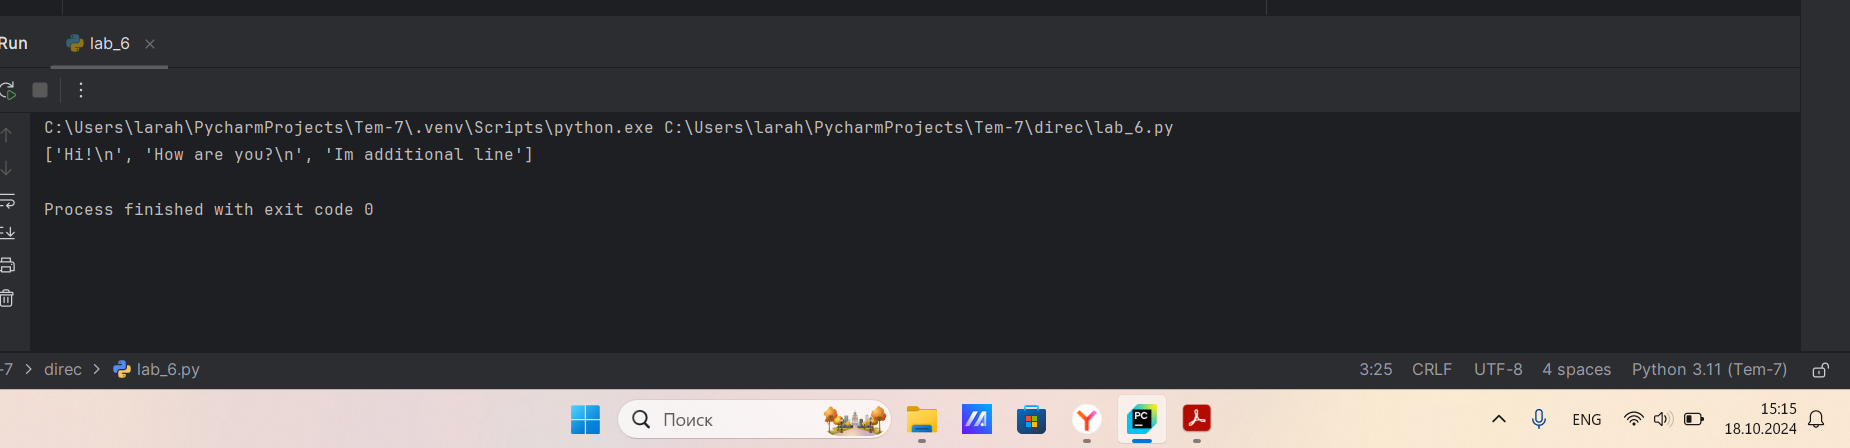 Run lab_6
C:\Users\larah\PycharmProjects\Tem-7\.venv\Scripts\python.exe C:\Users\larah\PycharmProjects\Tem-7\direc\lab_6.py
['Hi!\n', 'How are you?\n', 'Im additional line']
Process finished with exit code 0
-7 > direc > lab_6.py 3:25 CRLF UTF-8 4 spaces Python 3.11 (Tem-7)
Поиск PC ENG 15:15
18.10.2024